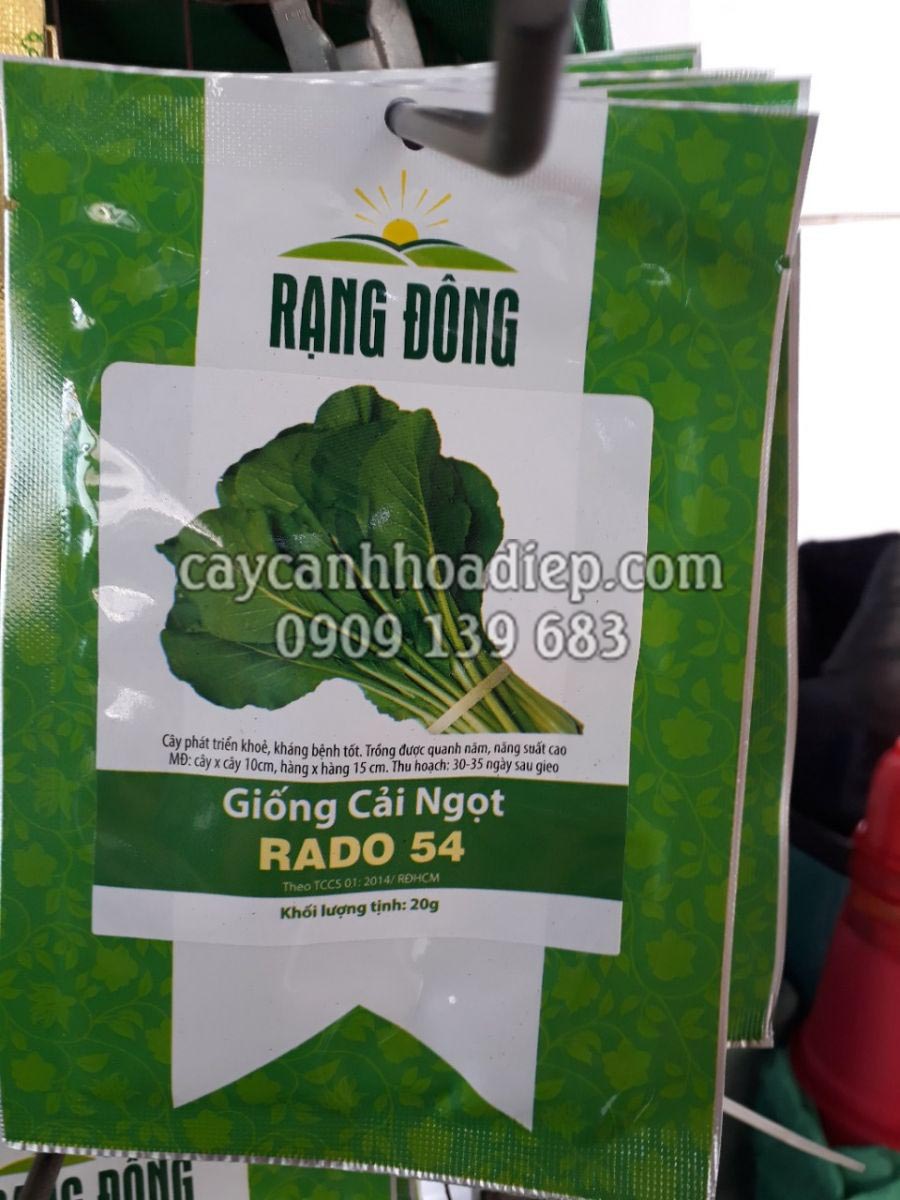 RẠNG ĐÔNG
caycanhhoadiep.com
0909 139 683
Cây phát triển khoẻ, kháng bệnh tốt. Trồng được quanh năm, năng suất cao
MĐ: cây x cây 10cm, hàng x hàng 15 cm. Thu hoạch: 30-35 ngày sau gieo
Giống Cải Ngọt
RADO 54
Theo TCCS 01: 2014/ RĐHCM
Khối lượng tịnh: 20g
RẠNG ĐÔNG